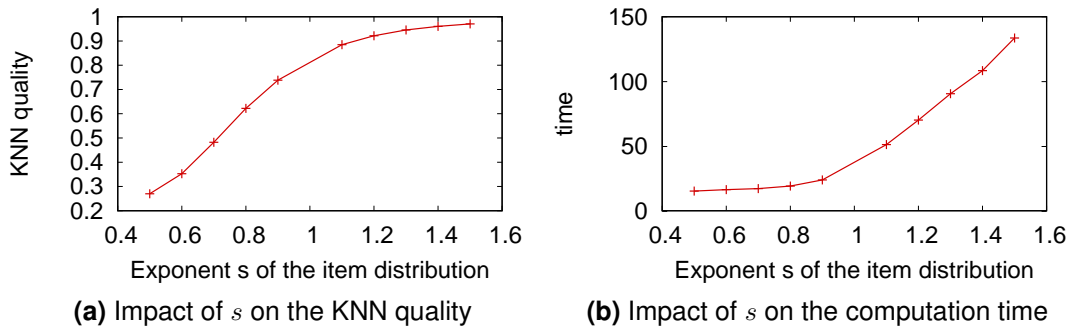 KNN quality
1
0.9
0.8
0.7
0.6
0.5
0.4
0.3
0.2
0.4 0.6 0.8 1 1.2 1.4 1.6
Exponent s of the item distribution
(a) Impact of s on the KNN quality
time
150
100
50
0
0.4 0.6 0.8 1 1.2 1.4 1.6
Exponent s of the item distribution
(b) Impact of s on the computation time